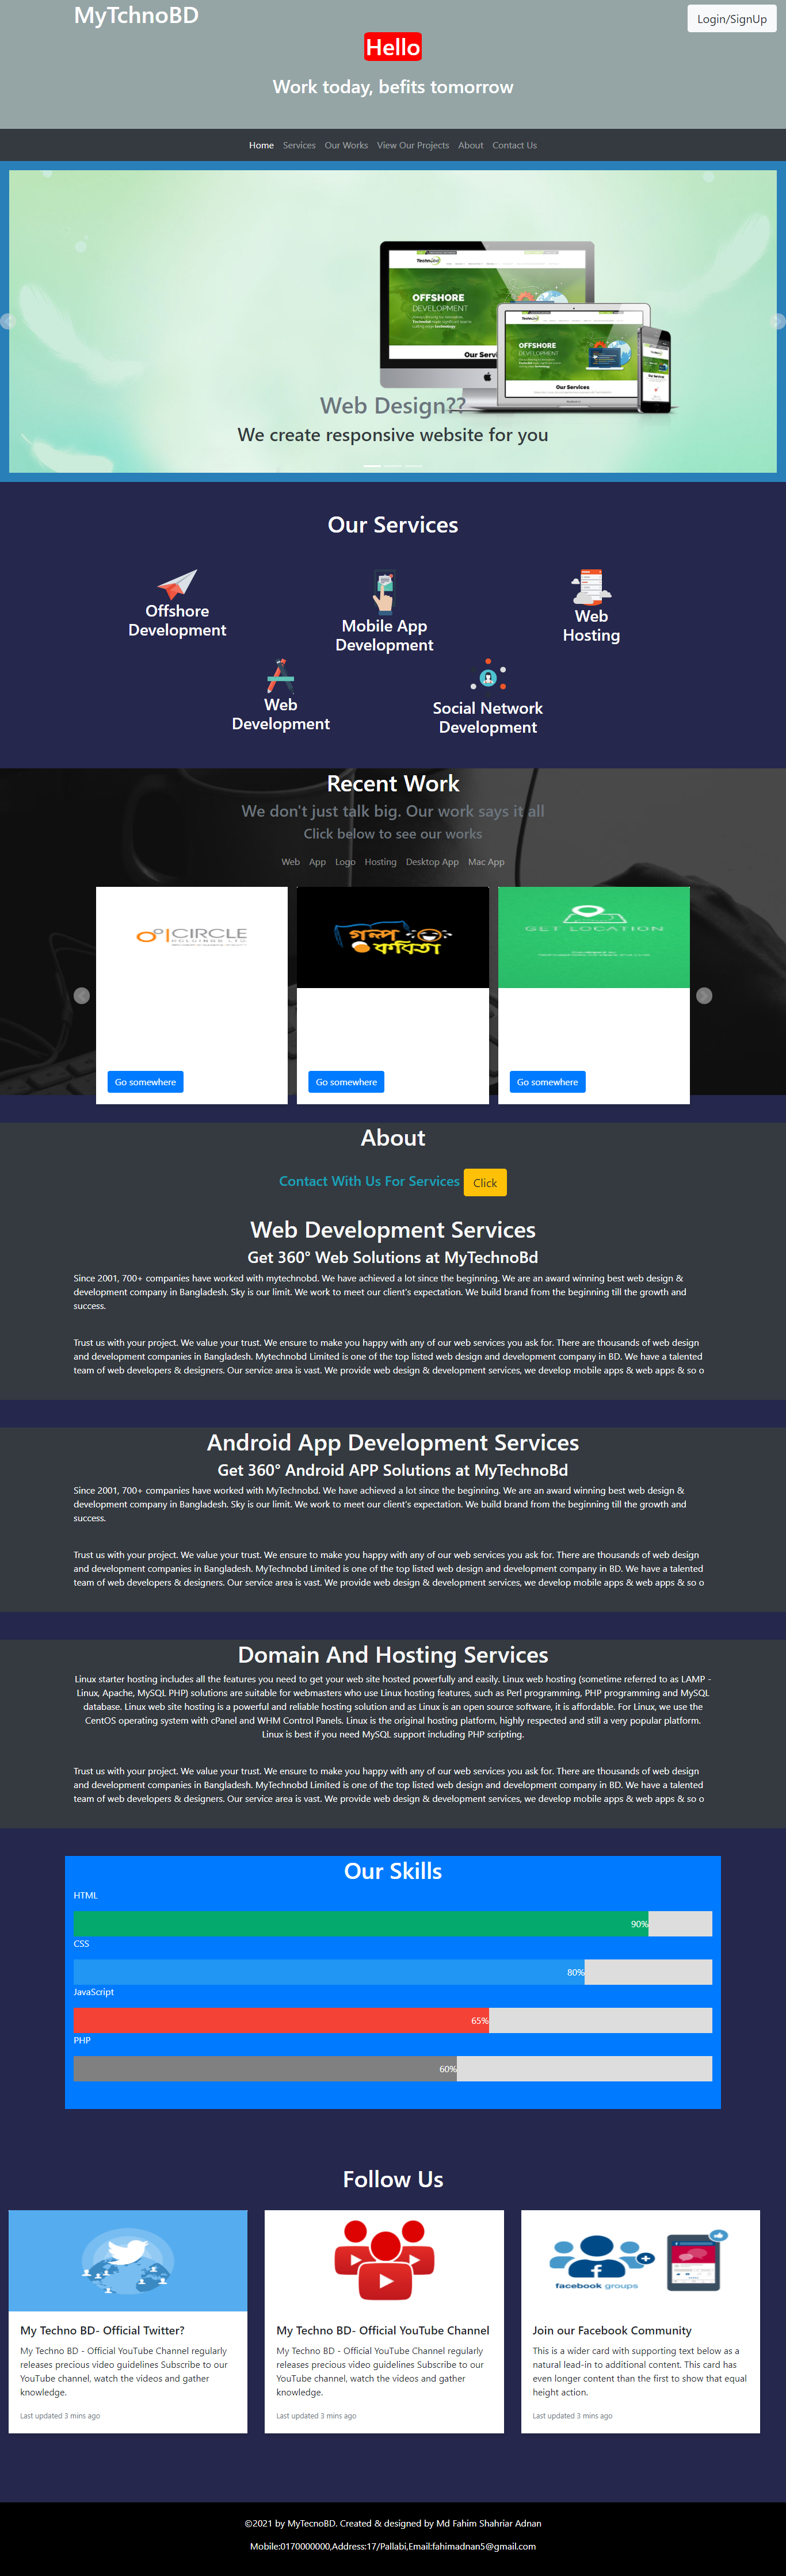 MyTchnoBD
Login/SignUp
Hello
Work today, befits tomorrow
Home Services Our Works View Our Projects About Contact Us
OFFSHORE
DEVELOPMENT
OFFSHORE
DEVELOPMENT
Our Services
Web Design??
We create responsive website for you
Our Services
Offshore
Development
Mobile App
Development
Web
Hosting
Web
Development
Social Network
Development
Recent Work
We don't just talk big. Our work says it all
Click below to see our works
Web App Logo Hosting Desktop App Mac App
CIRCLE
HOLDINGS LTD.
গল্প
কবিতা
GET LOCATION
Go somewhere
Go somewhere
Go somewhere
About
Contact With Us For Services Click
Web Development Services
Get 360° Web Solutions at MyTechnoBd
Since 2001, 700+ companies have worked with mytechnobd. We have achieved a lot since the beginning. We are an award winning best web design &
development company in Bangladesh. Sky is our limit. We work to meet our client's expectation. We build brand from the beginning till the growth and
success.
Trust us with your project. We value your trust. We ensure to make you happy with any of our web services you ask for. There are thousands of web design
and development companies in Bangladesh. Mytechnobd Limited is one of the top listed web design and development company in BD. We have a talented
team of web developers & designers. Our service area is vast. We provide web design & development services, we develop mobile apps & web apps & so o
Android App Development Services
Get 360° Android APP Solutions at MyTechnoBd
Since 2001, 700+ companies have worked with MyTechnobd. We have achieved a lot since the beginning. We are an award winning best web design &
development company in Bangladesh. Sky is our limit. We work to meet our client's expectation. We build brand from the beginning till the growth and
success.
Trust us with your project. We value your trust. We ensure to make you happy with any of our web services you ask for. There are thousands of web design
and development companies in Bangladesh. MyTechnobd Limited is one of the top listed web design and development company in BD. We have a talented
team of web developers & designers. Our service area is vast. We provide web design & development services, we develop mobile apps & web apps & so o
Domain And Hosting Services
Linux starter hosting includes all the features you need to get your web site hosted powerfully and easily. Linux web hosting (sometime referred to as LAMP -
Linux, Apache, MySQL PHP) solutions are suitable for webmasters who use Linux hosting features, such as Perl programming, PHP programming and MySQL
database. Linux web site hosting is a powerful and reliable hosting solution and as Linux is an open source software, it is affordable. For Linux, we use the
CentOS operating system with cPanel and WHM Control Panels. Linux is the original hosting platform, highly respected and still a very popular platform.
Linux is best if you need MySQL support including PHP scripting.
Trust us with your project. We value your trust. We ensure to make you happy with any of our web services you ask for. There are thousands of web design
and development companies in Bangladesh. MyTechnobd Limited is one of the top listed web design and development company in BD. We have a talented
team of web developers & designers. Our service area is vast. We provide web design & development services, we develop mobile apps & web apps & so o
Our Skills
HTML
90%
CSS
80%
JavaScript
65%
PHP
60%
Follow Us
facebook groups
My Techno BD- Official Twitter?
My Techno BD - Official YouTube Channel regularly
releases precious video guidelines Subscribe to our
YouTube channel, watch the videos and gather
knowledge.
Last updated 3 mins ago
My Techno BD- Official YouTube Channel
My Techno BD - Official YouTube Channel regularly
releases precious video guidelines Subscribe to our
YouTube channel, watch the videos and gather
knowledge.
Last updated 3 mins ago
Join our Facebook Community
This is a wider card with supporting text below as a
natural lead-in to additional content. This card has
even longer content than the first to show that equal
height action.
Last updated 3 mins ago
©2021 by MyTecnoBD. Created & designed by Md Fahim Shahriar Adnan
Mobile:0170000000,Address:17/Pallabi,Email:fahimadnan5@gmail.com